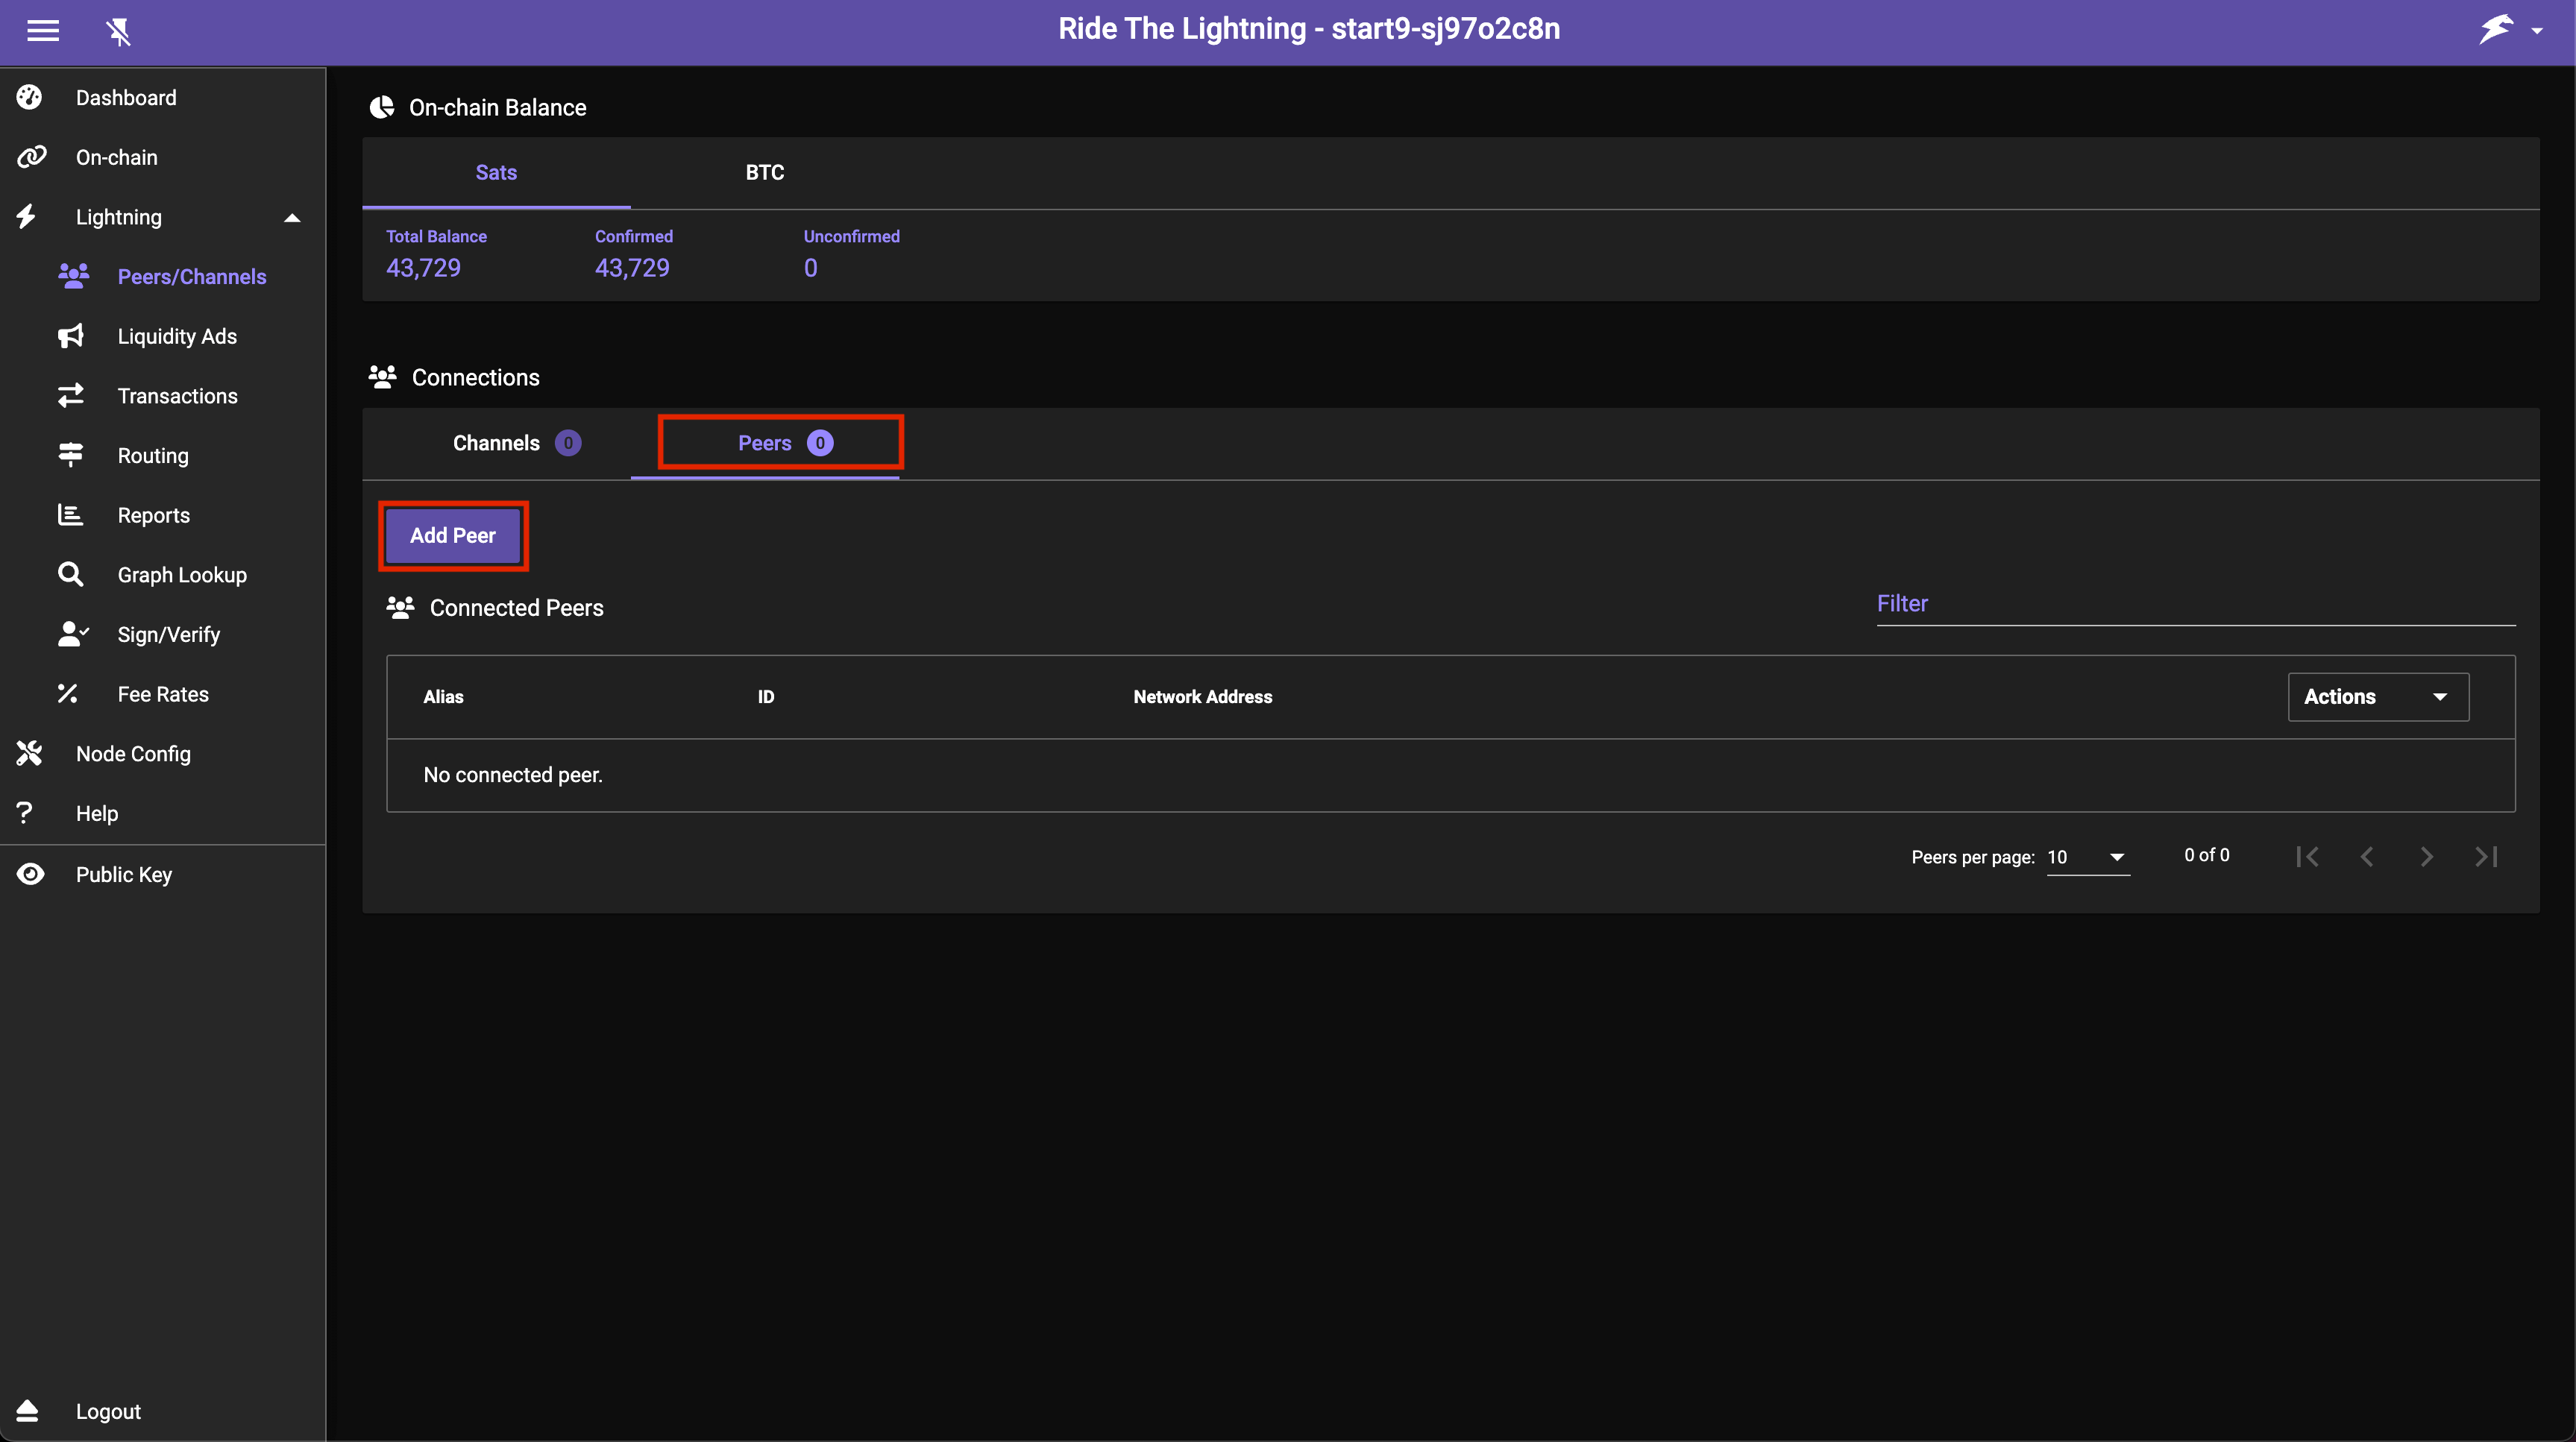 Ride The Lightning - start9-sj97o2c8n
Dashboard
On-chain
Lightning
Peers/Channels
Liquidity Ads
Transactions
Routing
Reports
Graph Lookup
Sign/Verify
Fee Rates
Node Config
Help
Public Key
Logout
On-chain Balance
Sats BTC
Total Balance Confirmed Unconfirmed
43,729 43,729 0
Connections
Channels 0 Peers 0
Add Peer
Connected Peers Filter
Alias ID Network Address Actions
No connected peer.
Peers per page: 10 0 of 0